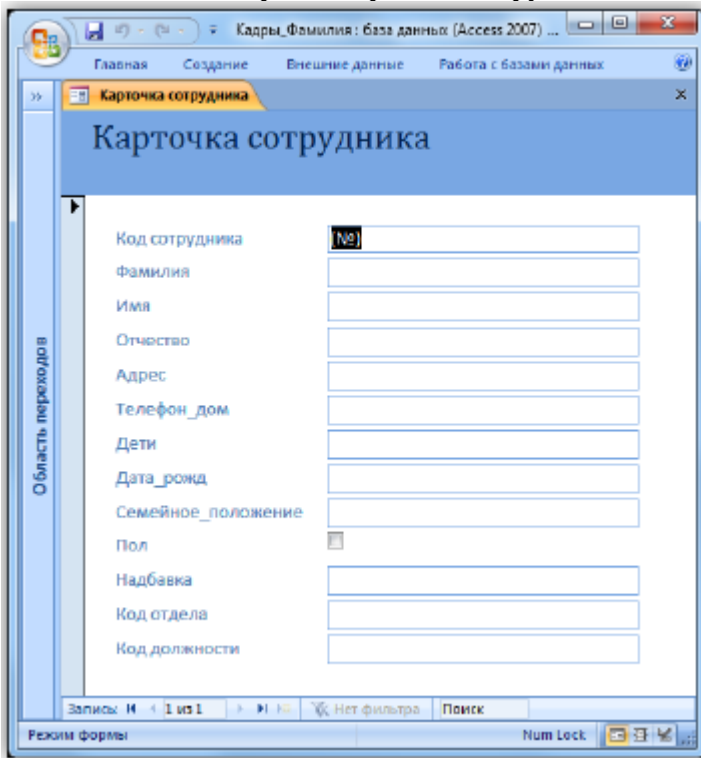 Кадры_Фамилия : база данных (Access 2007) ...
Главная Создание Внешние данные Работа с базами данных
Карточка сотрудника
Карточка сотрудника
Код сотрудника (№)
Фамилия
Имя
Отчество
Адрес
Телефон_дом
Дети
Дата_рожд
Семейное_положение
Пол
Надбавка
Код отдела
Код должности
Область переходов
Запись: 1 из 1 Нет фильтра Поиск
Режим формы Num Lock